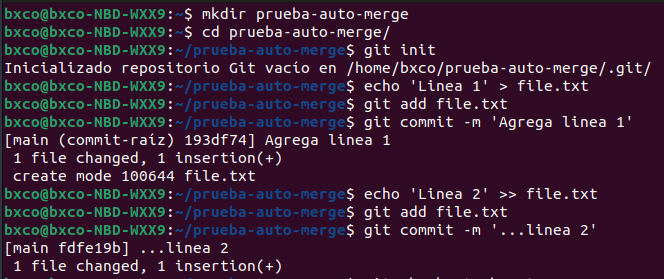 bxco@bxco-NBD-WXX9:~$ mkdir prueba-auto-merge
bxco@bxco-NBD-WXX9:~$ cd prueba-auto-merge/
bxco@bxco-NBD-WXX9:~/prueba-auto-merge$ git init
Inicializado repositorio Git vacío en /home/bxco/prueba-auto-merge/.git/
bxco@bxco-NBD-WXX9:~/prueba-auto-merge$ echo 'Linea 1' > file.txt
bxco@bxco-NBD-WXX9:~/prueba-auto-merge$ git add file.txt
bxco@bxco-NBD-WXX9:~/prueba-auto-merge$ git commit -m 'Agrega linea 1'
[main (commit-raíz) 193df74] Agrega linea 1
 1 file changed, 1 insertion(+)
 create mode 100644 file.txt
bxco@bxco-NBD-WXX9:~/prueba-auto-merge$ echo 'Linea 2' >> file.txt
bxco@bxco-NBD-WXX9:~/prueba-auto-merge$ git add file.txt
bxco@bxco-NBD-WXX9:~/prueba-auto-merge$ git commit -m '...linea 2'
[main fdfe19b] ...linea 2
 1 file changed, 1 insertion(+)